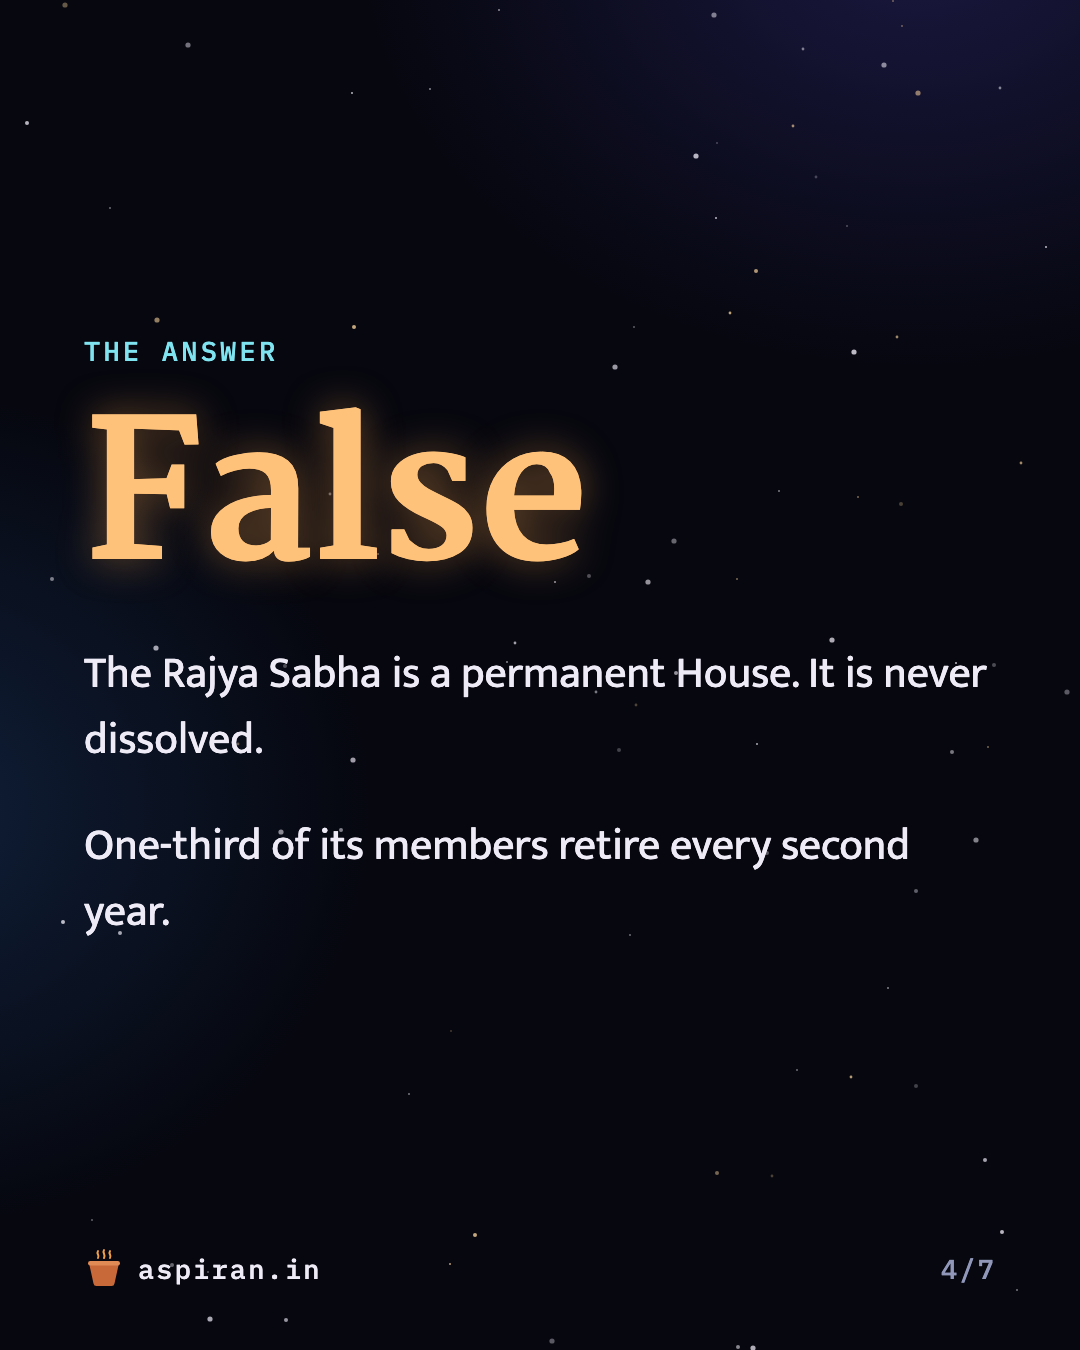 THE ANSWER
False
The Rajya Sabha is a permanent House. It is never
dissolved.
One-third of its members retire every second
year.
aspiran.in
4/7